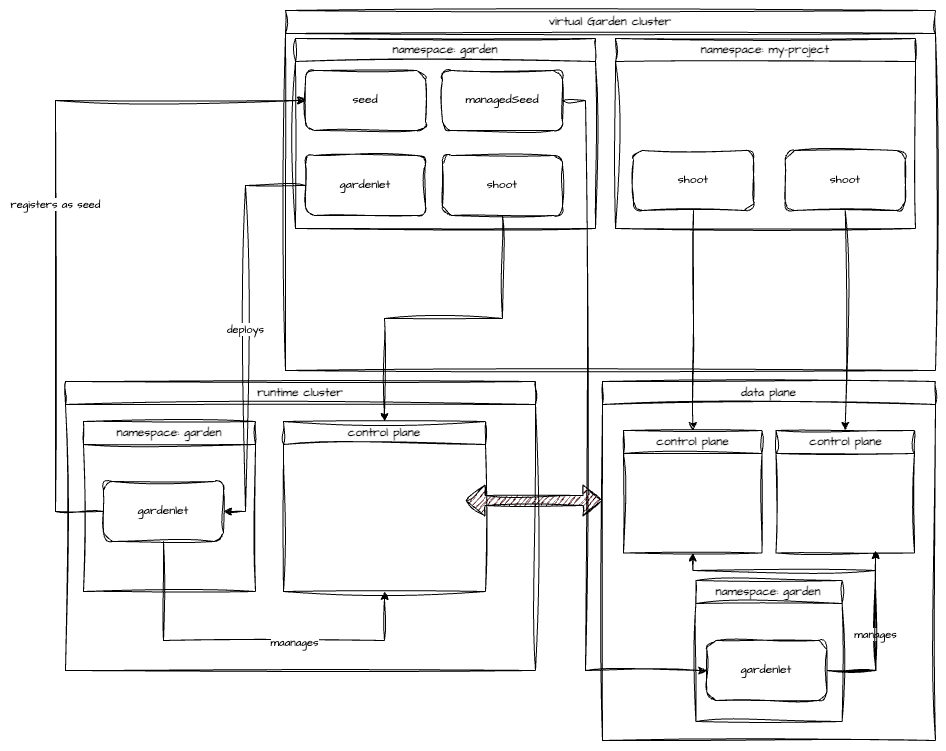 virtual Garden cluster
namespace: garden
namespace: my-project
seed
managedSeed
gardenlet
shoot
shoot
shoot
registers as seed
deploys
runtime cluster
data plane
namespace: garden
control plane
control plane
control plane
gardenlet
namespace: garden
manages
maanages
gardenlet